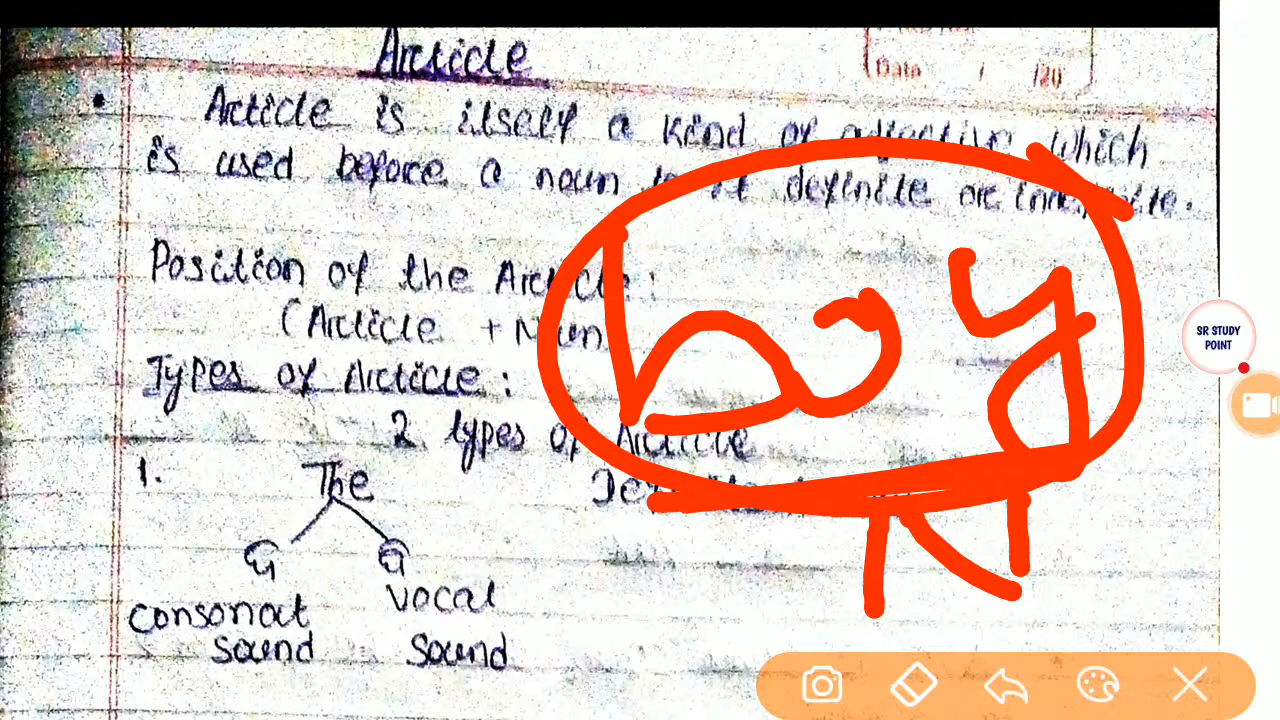 Article
Date / /20
Article is itself a kind of adjective which
is used before a noun it definite or indefinite.
Position of the Article:
(Article + Noun
Types of Article:
2 types of Article
1. The
consonat sound
vocal sound
boy
N
SR STUDY
POINT